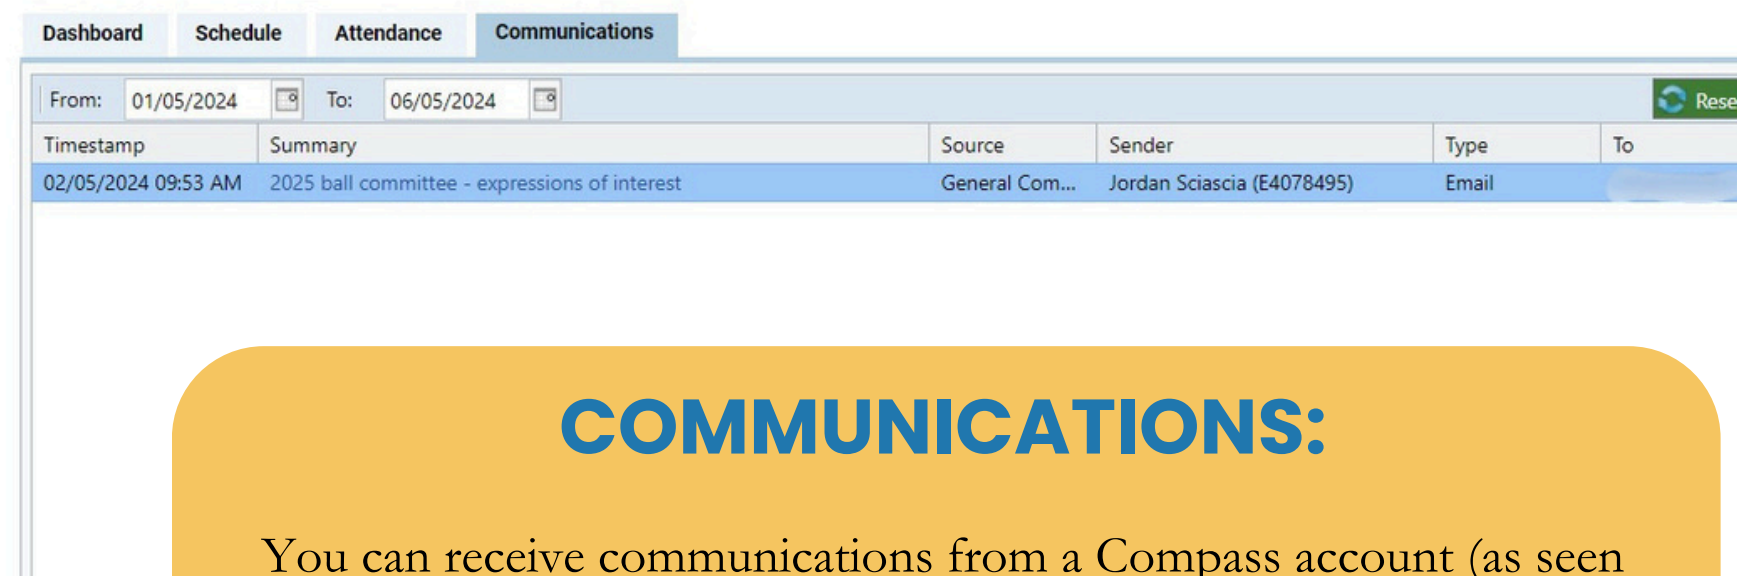 Dashboard Schedule Attendance Communications
From: 01/05/2024 To: 06/05/2024 Rese
Timestamp Summary Source Sender Type To
02/05/2024 09:53 AM 2025 ball committee - expressions of interest General Com... Jordan Sciascia (E4078495) Email
COMMUNICATIONS:
You can receive communications from a Compass account (as seen